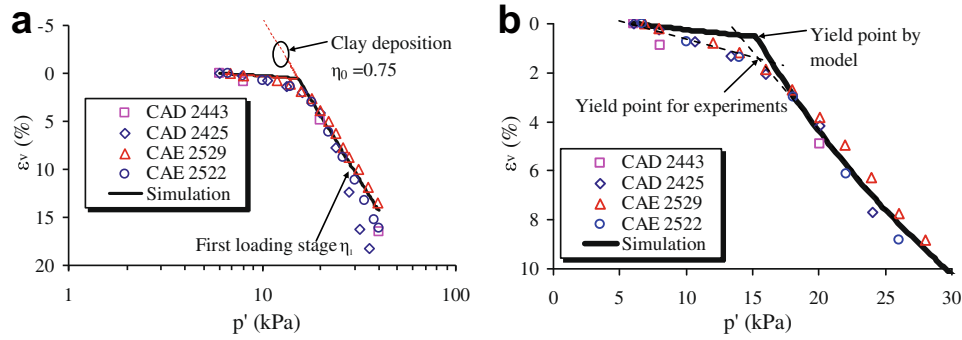 a
-5
0
5
10
15
20
εv (%)
Clay deposition
η0 = 0.75
CAD 2443
CAD 2425
CAE 2529
CAE 2522
Simulation
First loading stage η1
1
10
100
p' (kPa)
b
0
2
4
6
8
10
εv (%)
Yield point by
model
Yield point for experiments
CAD 2443
CAD 2425
CAE 2529
CAE 2522
Simulation
0
5
10
15
20
25
30
p' (kPa)